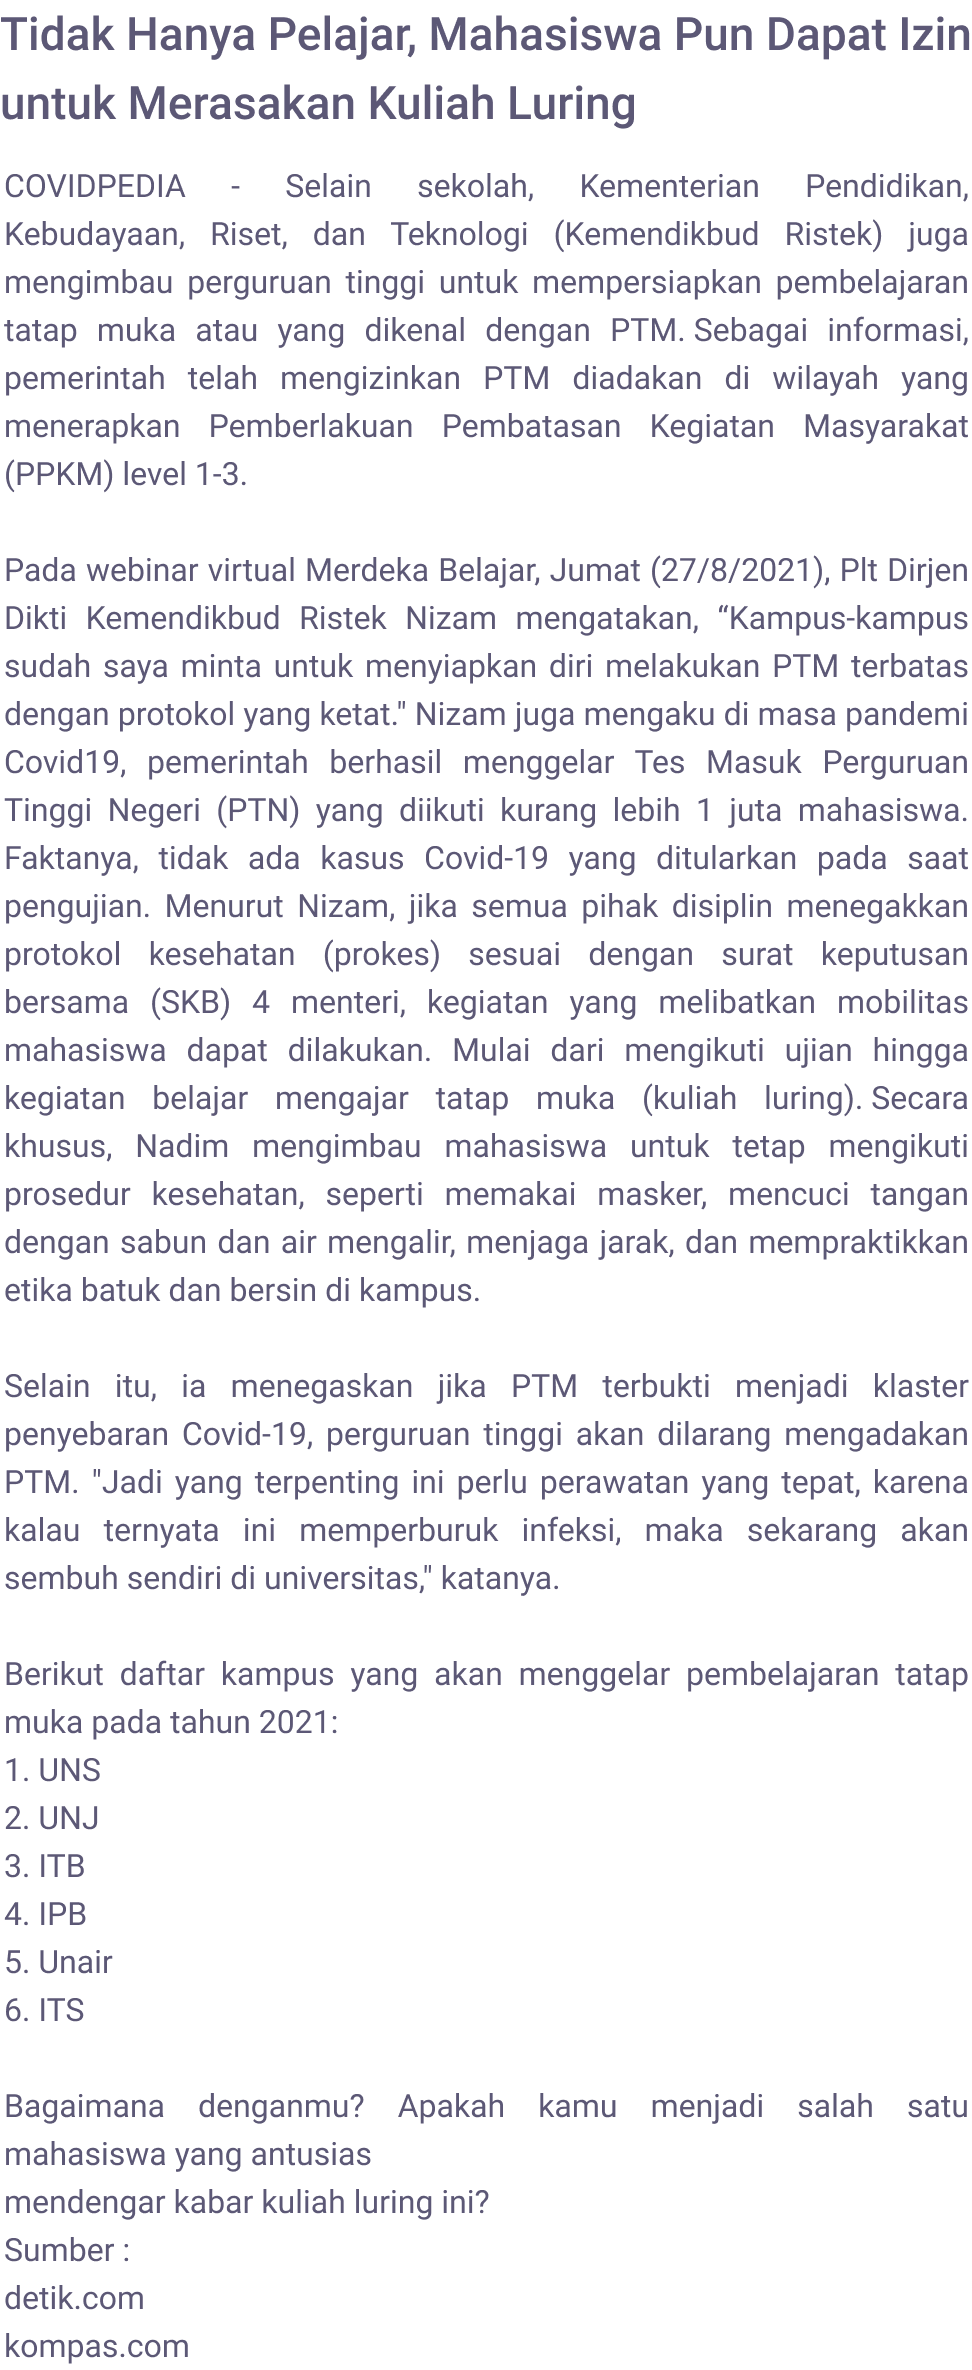 Tidak Hanya Pelajar, Mahasiswa Pun Dapat Izin
untuk Merasakan Kuliah Luring
COVIDPEDIA - Selain sekolah, Kementerian Pendidikan,
Kebudayaan, Riset, dan Teknologi (Kemendikbud Ristek) juga
mengimbau perguruan tinggi untuk mempersiapkan pembelajaran
tatap muka atau yang dikenal dengan PTM. Sebagai informasi,
pemerintah telah mengizinkan PTM diadakan di wilayah yang
menerapkan Pemberlakuan Pembatasan Kegiatan Masyarakat
(PPKM) level 1-3.
Pada webinar virtual Merdeka Belajar, Jumat (27/8/2021), Plt Dirjen
Dikti Kemendikbud Ristek Nizam mengatakan, “Kampus-kampus
sudah saya minta untuk menyiapkan diri melakukan PTM terbatas
dengan protokol yang ketat." Nizam juga mengaku di masa pandemi
Covid19, pemerintah berhasil menggelar Tes Masuk Perguruan
Tinggi Negeri (PTN) yang diikuti kurang lebih 1 juta mahasiswa.
Faktanya, tidak ada kasus Covid-19 yang ditularkan pada saat
pengujian. Menurut Nizam, jika semua pihak disiplin menegakkan
protokol kesehatan (prokes) sesuai dengan surat keputusan
bersama (SKB) 4 menteri, kegiatan yang melibatkan mobilitas
mahasiswa dapat dilakukan. Mulai dari mengikuti ujian hingga
kegiatan belajar mengajar tatap muka (kuliah luring). Secara
khusus, Nadim mengimbau mahasiswa untuk tetap mengikuti
prosedur kesehatan, seperti memakai masker, mencuci tangan
dengan sabun dan air mengalir, menjaga jarak, dan mempraktikkan
etika batuk dan bersin di kampus.
Selain itu, ia menegaskan jika PTM terbukti menjadi klaster
penyebaran Covid-19, perguruan tinggi akan dilarang mengadakan
PTM. "Jadi yang terpenting ini perlu perawatan yang tepat, karena
kalau ternyata ini memperburuk infeksi, maka sekarang akan
sembuh sendiri di universitas," katanya.
Berikut daftar kampus yang akan menggelar pembelajaran tatap
muka pada tahun 2021:
1. UNS
2. UNJ
3. ITB
4. IPB
5. Unair
6. ITS
Bagaimana denganmu? Apakah kamu menjadi salah satu
mahasiswa yang antusias
mendengar kabar kuliah luring ini?
Sumber :
detik.com
kompas.com